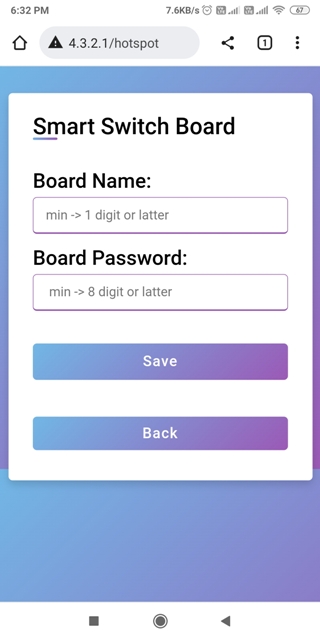 6:32 PM 7.6KB/s 67
4.3.2.1/hotspot 1
Smart Switch Board
Board Name:
min -> 1 digit or latter
Board Password:
min -> 8 digit or latter
Save
Back